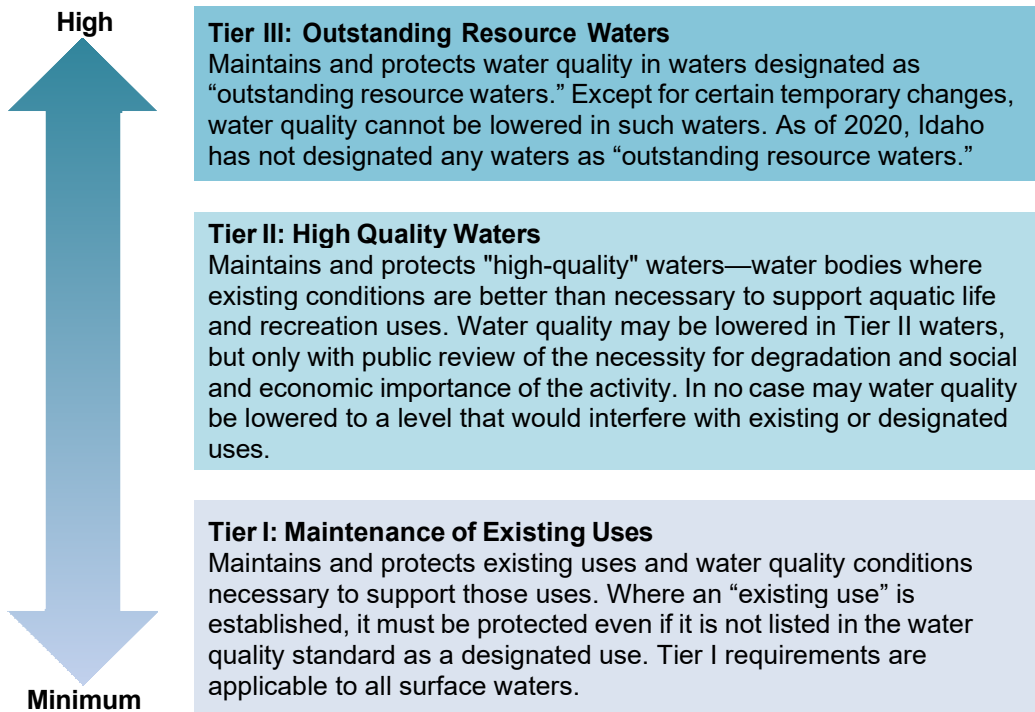 High
Tier III: Outstanding Resource Waters
Maintains and protects water quality in waters designated as
“outstanding resource waters.” Except for certain temporary changes,
water quality cannot be lowered in such waters. As of 2020, Idaho
has not designated any waters as “outstanding resource waters.”
Tier II: High Quality Waters
Maintains and protects "high-quality" waters—water bodies where
existing conditions are better than necessary to support aquatic life
and recreation uses. Water quality may be lowered in Tier II waters,
but only with public review of the necessity for degradation and social
and economic importance of the activity. In no case may water quality
be lowered to a level that would interfere with existing or designated
uses.
Tier I: Maintenance of Existing Uses
Maintains and protects existing uses and water quality conditions
necessary to support those uses. Where an “existing use” is
established, it must be protected even if it is not listed in the water
quality standard as a designated use. Tier I requirements are
applicable to all surface waters.
Minimum